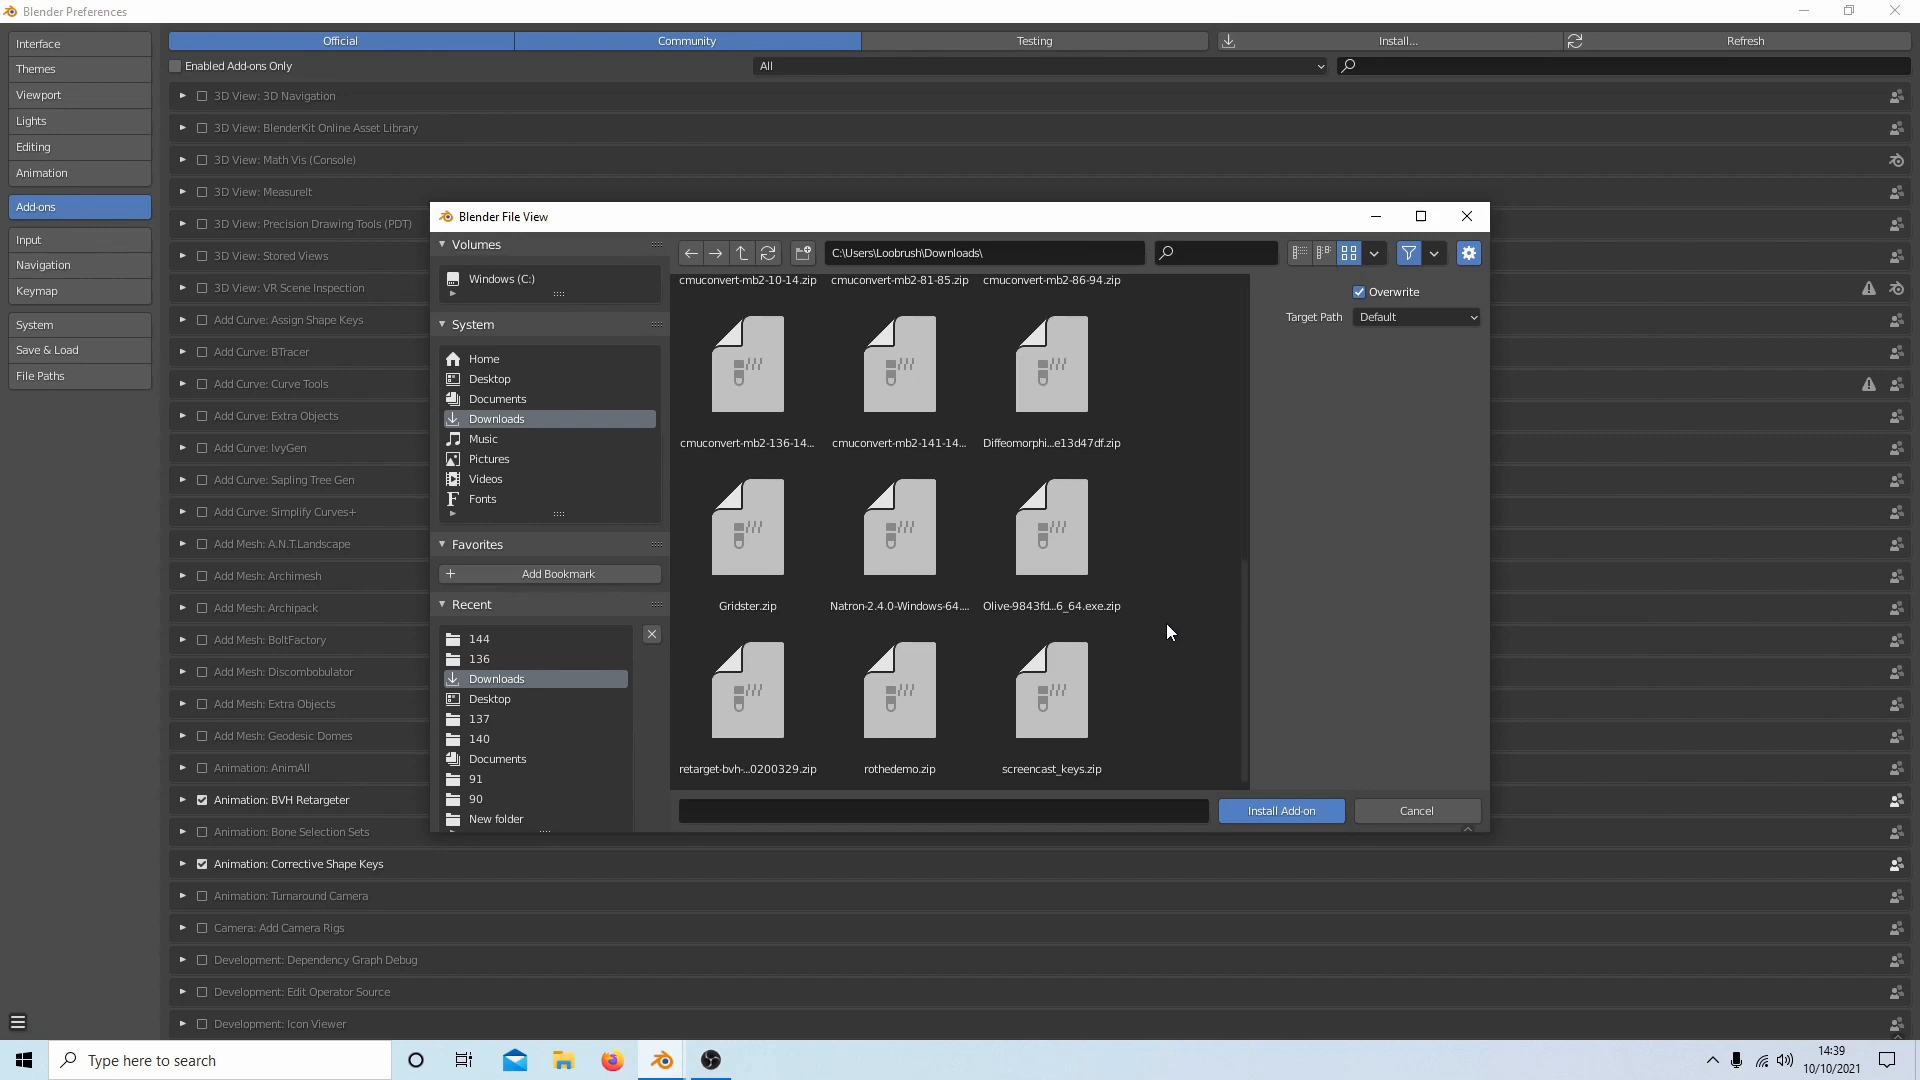 Blender Preferences
Interface
Themes
Viewport
Lights
Editing
Animation
Add-ons
Input
Navigation
Keymap
System
Save & Load
File Paths
Official
Community
Testing
Install...
Refresh
Enabled Add-ons Only
All
3D View: 3D Navigation
3D View: BlenderKit Online Asset Library
3D View: Math Vis (Console)
3D View: MeasureIt
3D View: Precision Drawing Tools (PDT)
3D View: Stored Views
3D View: VR Scene Inspection
Add Curve: Assign Shape Keys
Add Curve: BTracer
Add Curve: Curve Tools
Add Curve: Extra Objects
Add Curve: IvyGen
Add Curve: Sapling Tree Gen
Add Curve: Simplify Curves+
Add Mesh: A.N.T.Landscape
Add Mesh: Archimesh
Add Mesh: Archipack
Add Mesh: BoltFactory
Add Mesh: Discombobulator
Add Mesh: Extra Objects
Add Mesh: Geodesic Domes
Animation: AnimAll
Animation: BVH Retargeter
Animation: Bone Selection Sets
Animation: Corrective Shape Keys
Animation: Turnaround Camera
Camera: Add Camera Rigs
Development: Dependency Graph Debug
Development: Edit Operator Source
Development: Icon Viewer
Blender File View
Volumes
Windows (C:)
System
Home
Desktop
Documents
Downloads
Music
Pictures
Videos
Fonts
Favorites
Add Bookmark
Recent
144
136
Downloads
Desktop
137
140
Documents
91
90
New folder
C:\Users\Loobrush\Downloads\
cmuconvert-mb2-10-14.zip
cmuconvert-mb2-81-85.zip
cmuconvert-mb2-86-94.zip
cmuconvert-mb2-136-14...
cmuconvert-mb2-141-14...
Diffeomorphi...e13d47df.zip
Gridster.zip
Natron-2.4.0-Windows-64....
Olive-9843fd...6_64.exe.zip
retarget-bvh-...0200329.zip
rothedemo.zip
screencast_keys.zip
Overwrite
Target Path
Default
Install Add-on
Cancel
Type here to search
14:39
10/10/2021